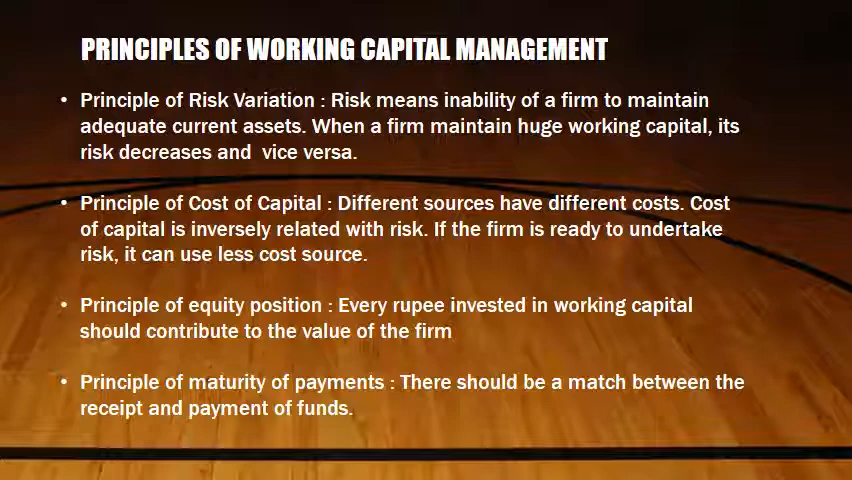 PRINCIPLES OF WORKING CAPITAL MANAGEMENT
• Principle of Risk Variation : Risk means inability of a firm to maintain
adequate current assets. When a firm maintain huge working capital, its
risk decreases and  vice versa.
• Principle of Cost of Capital : Different sources have different costs. Cost
of capital is inversely related with risk. If the firm is ready to undertake
risk, it can use less cost source.
• Principle of equity position : Every rupee invested in working capital
should contribute to the value of the firm
• Principle of maturity of payments : There should be a match between the
receipt and payment of funds.